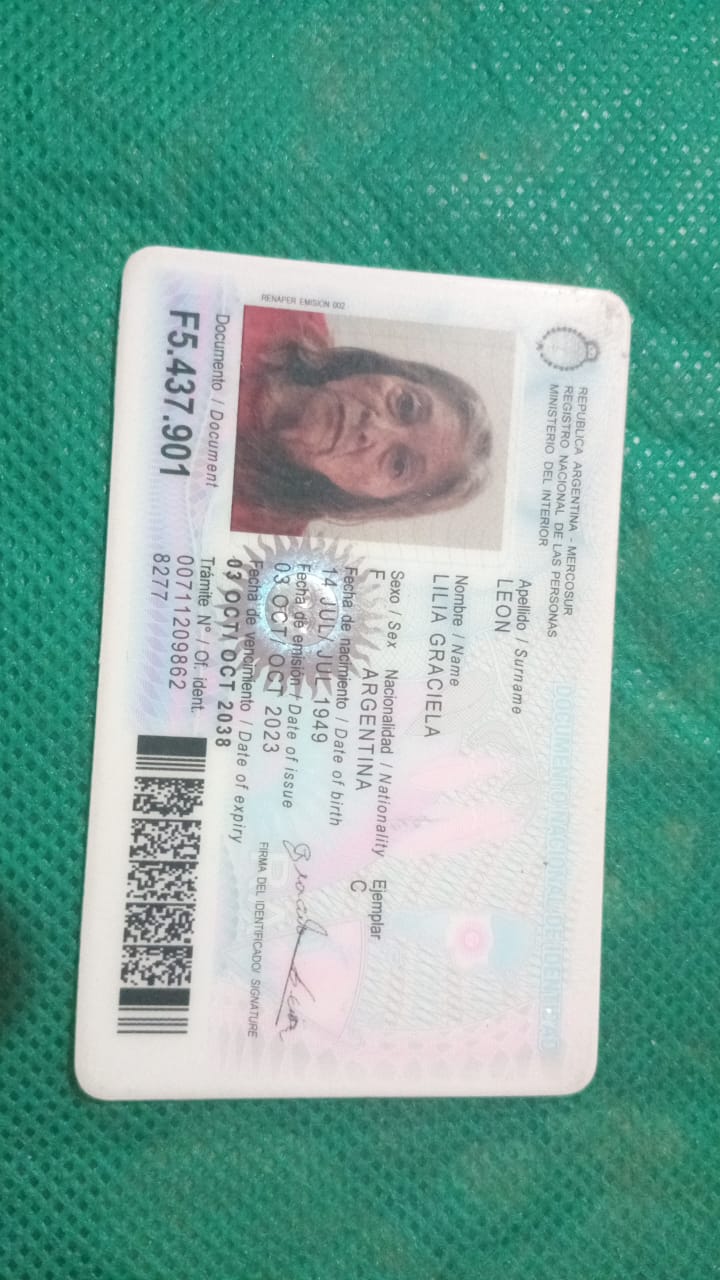 REPUBLICA ARGENTINA - MERCOSUR
REGISTRO NACIONAL DE LAS PERSONAS
MINISTERIO DEL INTERIOR
DOCUMENTO NACIONAL DE IDENTIDAD
RENAPER EMISION 002
Apellido / Surname
LEON
Nombre / Name
LILIA GRACIELA
Sexo / Sex Nacionalidad / Nationality Ejemplar
F ARGENTINA C
Fecha de nacimiento / Date of birth
14 JUL/ JUL 1949
Fecha de emisión / Date of issue
03 OCT/ OCT 2023
Fecha de vencimiento / Date of expiry
03 OCT/ OCT 2038
FIRMA DEL IDENTIFICADO/ SIGNATURE
Documento / Document
F5.437.901
Trámite N° / Of. ident.
00711209862
8277